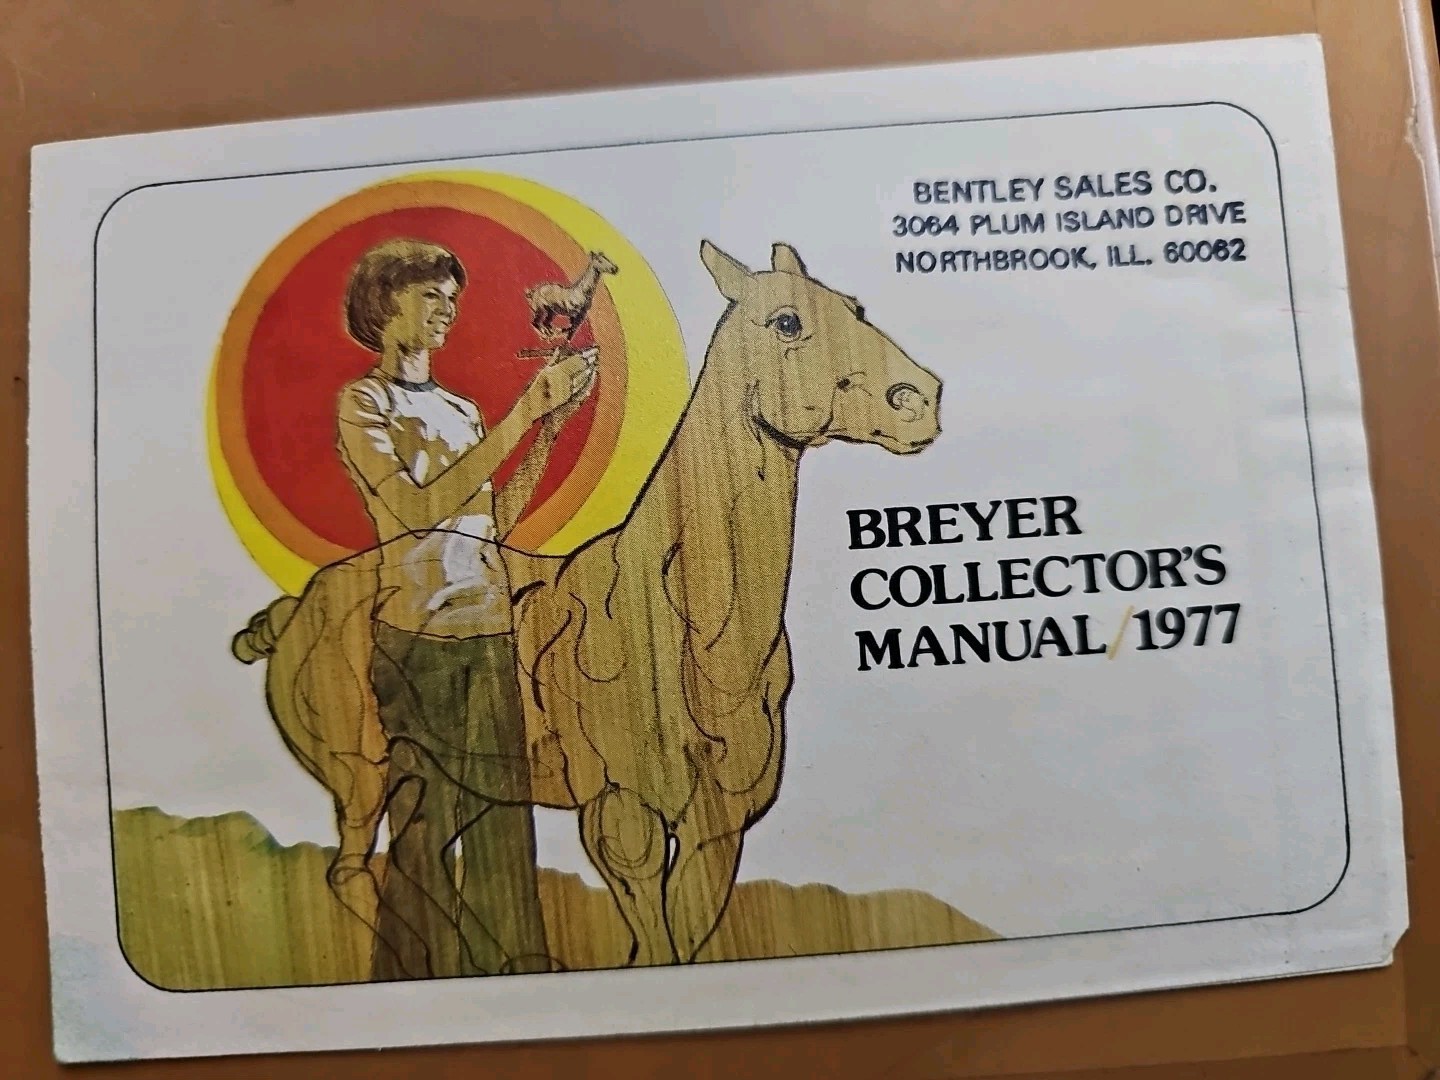 BENTLEY SALES CO.
3064 PLUM ISLAND DRIVE
NORTHBROOK, ILL. 60062
BREYER
COLLECTOR'S
MANUAL/1977